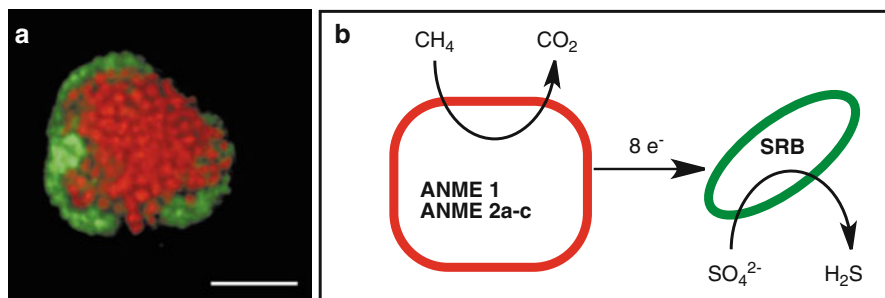 a
b
CH₄ CO₂
8 e⁻
SRB
ANME 1
ANME 2a-c
SO₄²⁻ H₂S